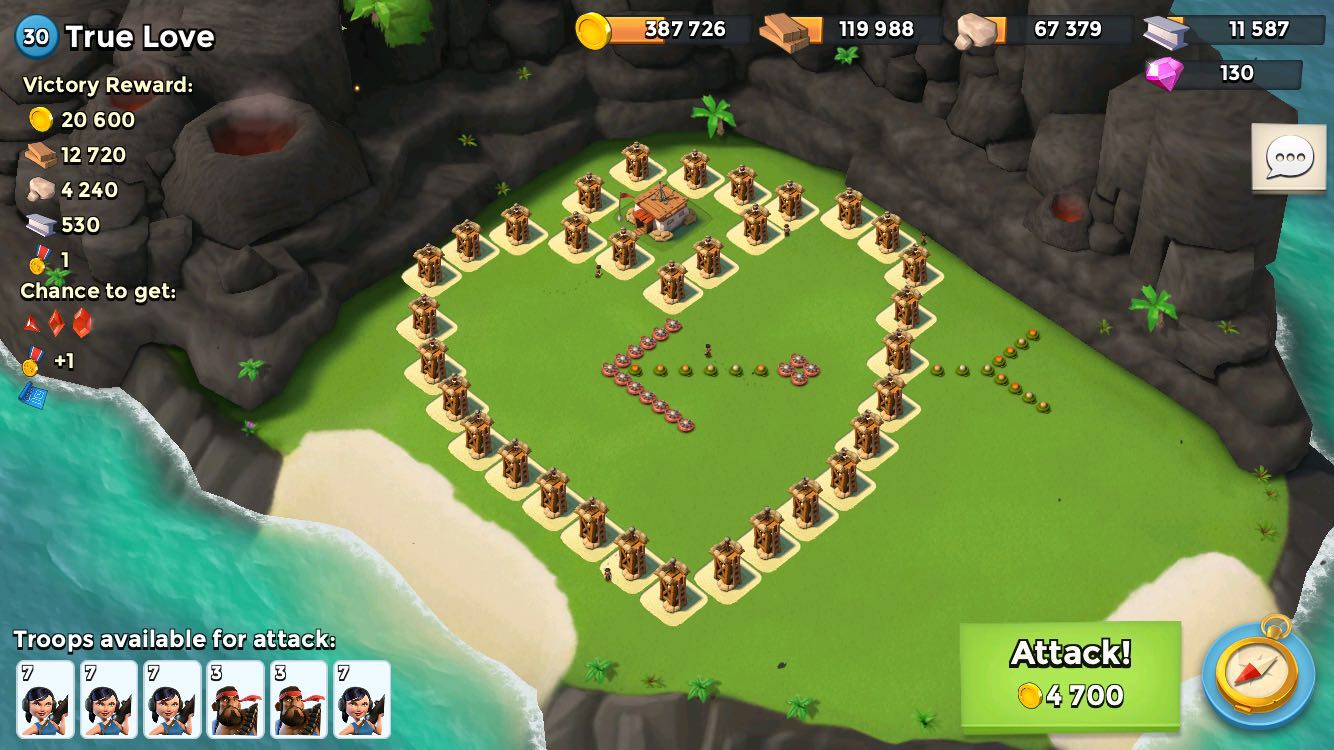 30 True Love
387 726
119 988
67 379
11 587
130
Victory Reward:
20 600
12 720
4 240
530
1
Chance to get:
+1
Troops available for attack:
7 7 7 3 3 7
Attack!
4 700